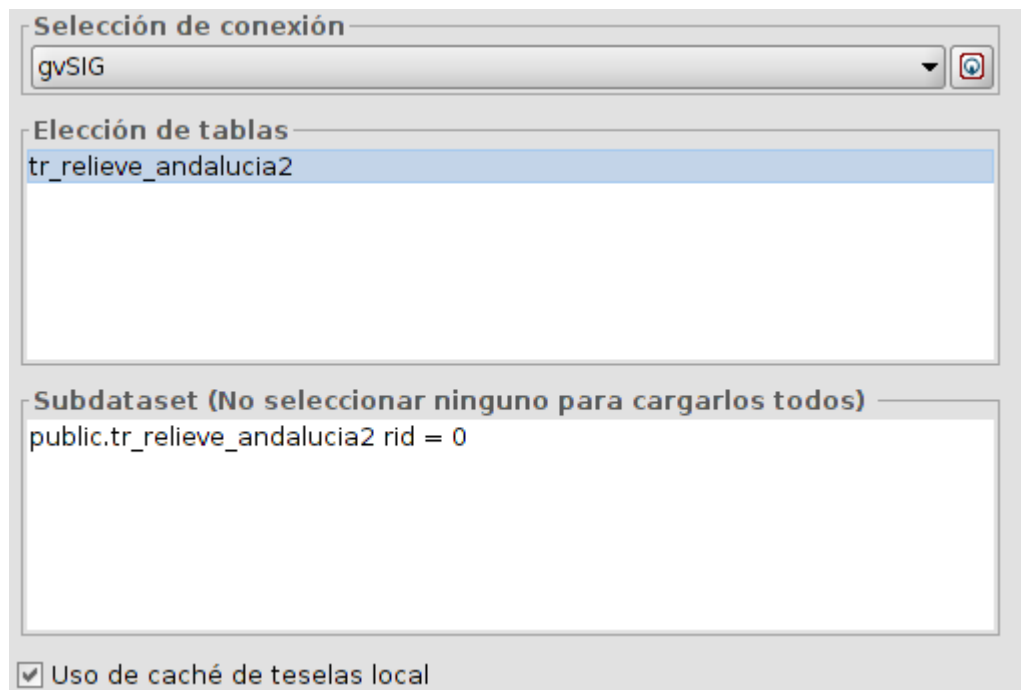 Selección de conexión
gvSIG
Elección de tablas
tr_relieve_andalucia2
Subdataset (No seleccionar ninguno para cargarlos todos)
public.tr_relieve_andalucia2 rid = 0
Uso de caché de teselas local